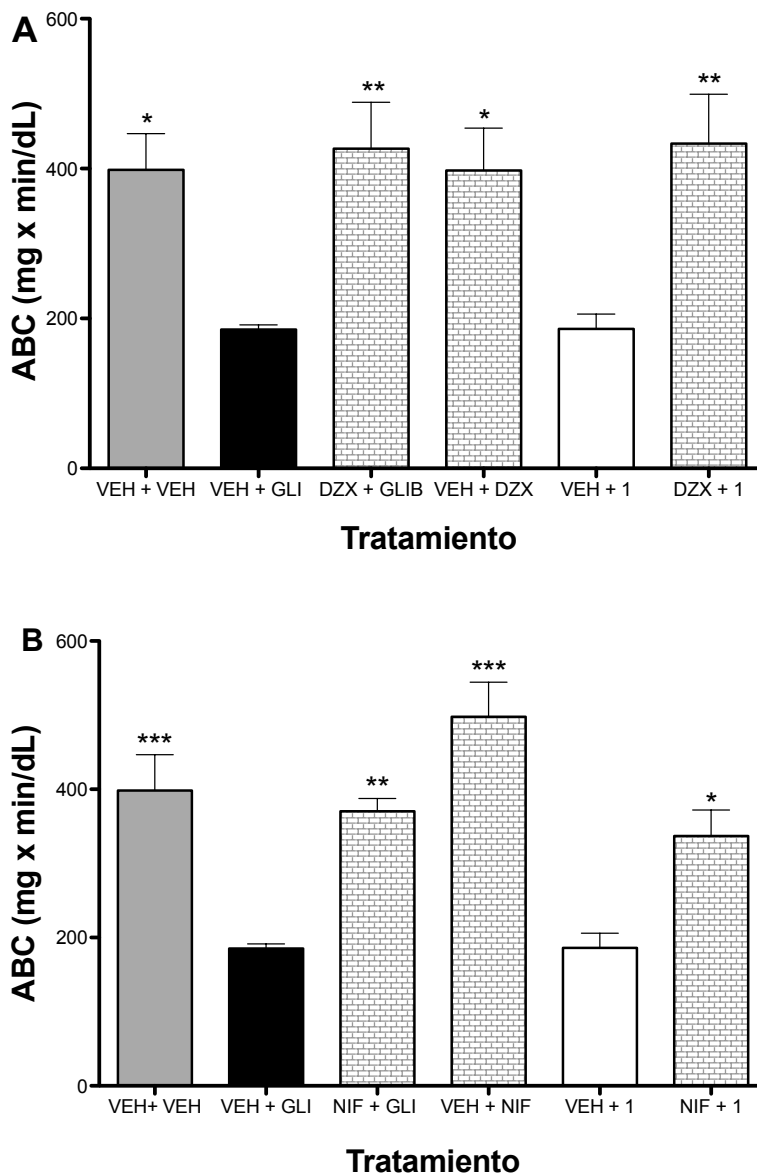 A
600
400
200
0
ABC (mg x min/dL)
*
**
*
**
VEH + VEH VEH + GLI DZX + GLIB VEH + DZX VEH + 1 DZX + 1
Tratamiento
B
600
400
200
0
ABC (mg x min/dL)
***
**
***
*
VEH+ VEH VEH + GLI NIF + GLI VEH + NIF VEH + 1 NIF + 1
Tratamiento